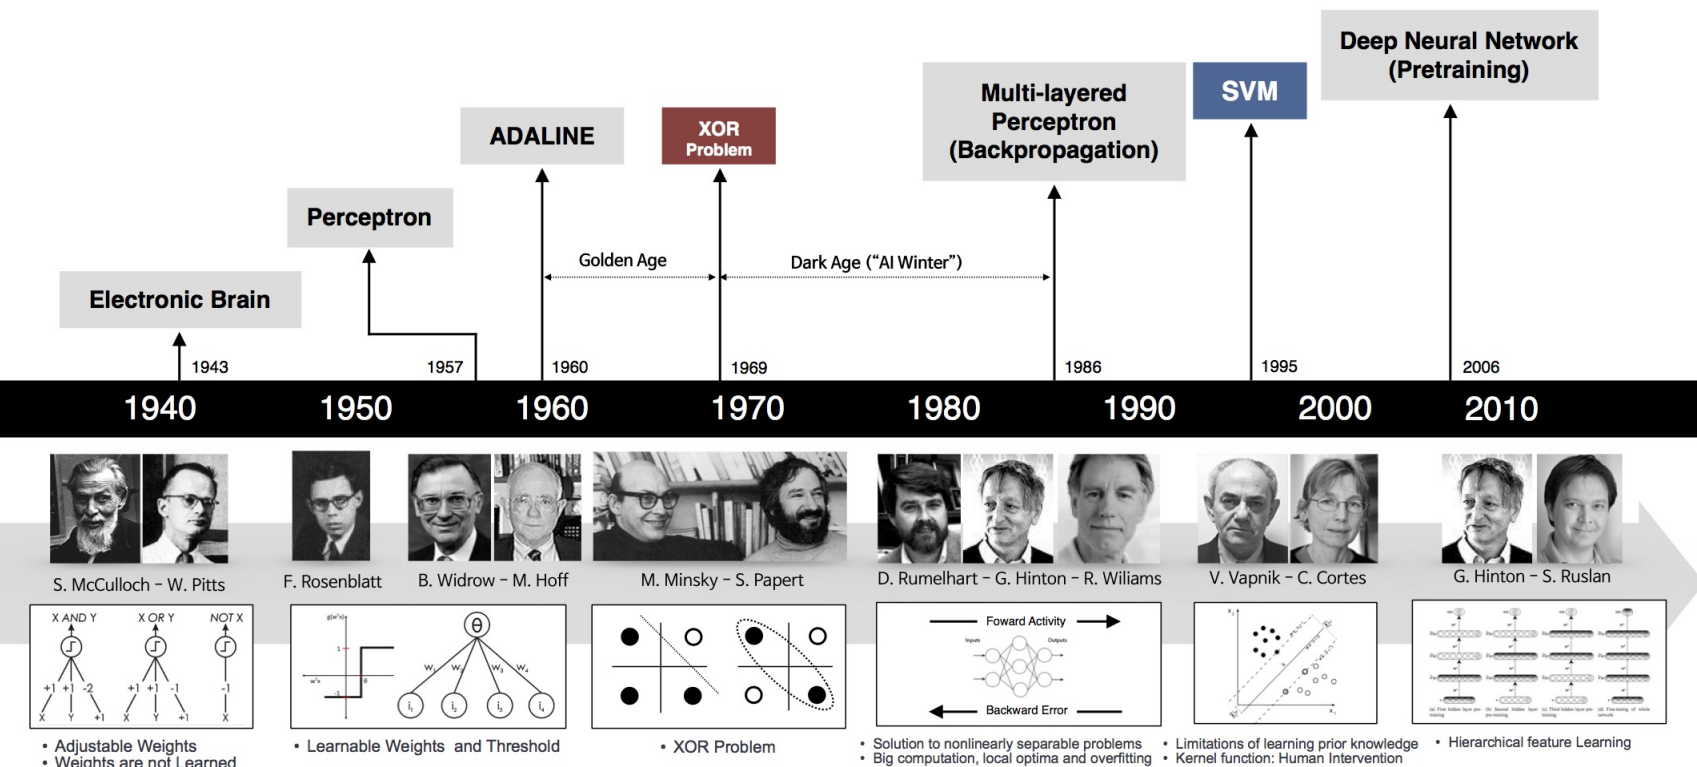 Deep Neural Network
(Pretraining)
Multi-layered
Perceptron
(Backpropagation)
SVM
ADALINE
XOR
Problem
Perceptron
Golden Age
Dark Age (“AI Winter”)
Electronic Brain
1943
1957
1960
1969
1986
1995
2006
1940
1950
1960
1970
1980
1990
2000
2010
S. McCulloch – W. Pitts
F. Rosenblatt
B. Widrow – M. Hoff
M. Minsky – S. Papert
D. Rumelhart – G. Hinton – R. Wiliams
V. Vapnik – C. Cortes
G. Hinton – S. Ruslan
X AND Y
X OR Y
NOT X
+1 +1 -2
+1 +1 -1
-1
X Y +1
X Y +1
X
θ
Foward Activity
Inputs
Outputs
Backward Error
• Adjustable Weights
• Weights are not Learned
• Learnable Weights and Threshold
• XOR Problem
• Solution to nonlinearly separable problems
• Big computation, local optima and overfitting
• Limitations of learning prior knowledge
• Kernel function: Human Intervention
• Hierarchical feature Learning